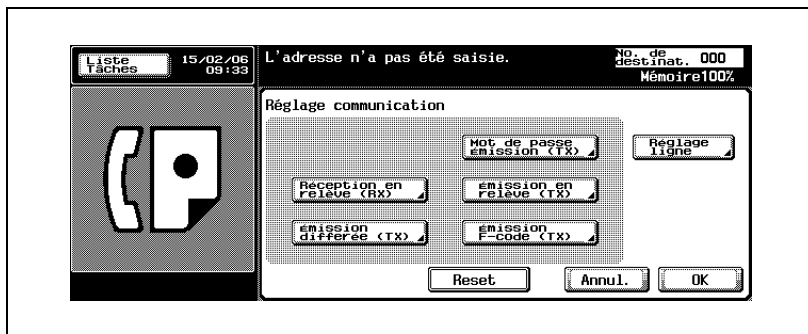 Liste
Tâches
15/02/06
09:33
L'adresse n'a pas été saisie.
No. de
destinat. 000
Mémoire100%
Réglage communication
Mot de passe
émission (TX)
Réglage
ligne
Réception en
relève (RX)
émission en
relève (TX)
émission
différée (TX)
émission
F-code (TX)
Reset
Annul.
OK